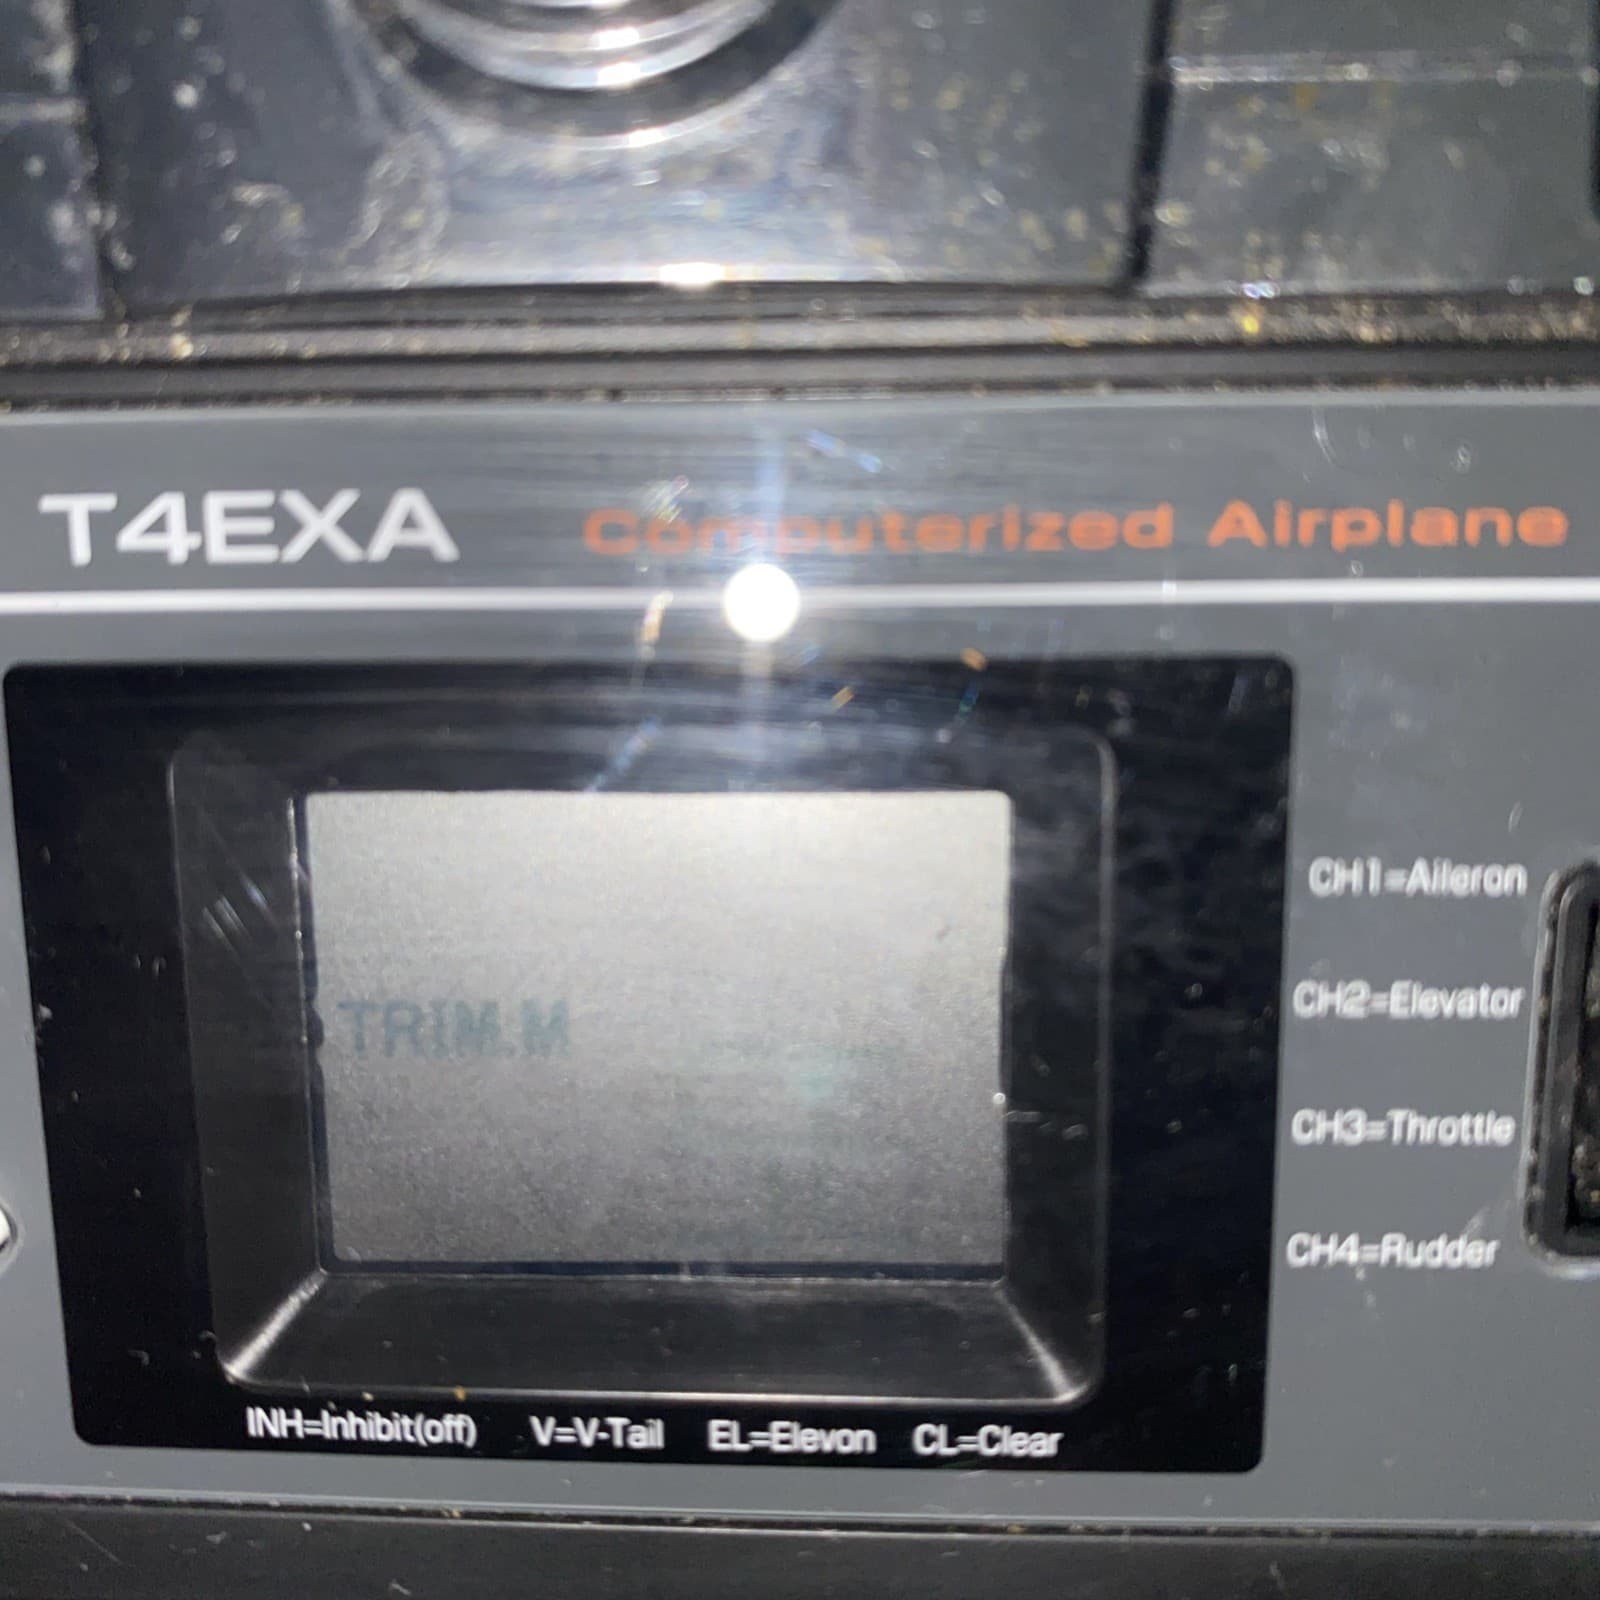 T4EXA Computerized Airplane
TRIM.M
CH1=Aileron
CH2=Elevator
CH3=Throttle
CH4=Rudder
INH=Inhibit(off) V=V-Tail EL=Elevon CL=Clear